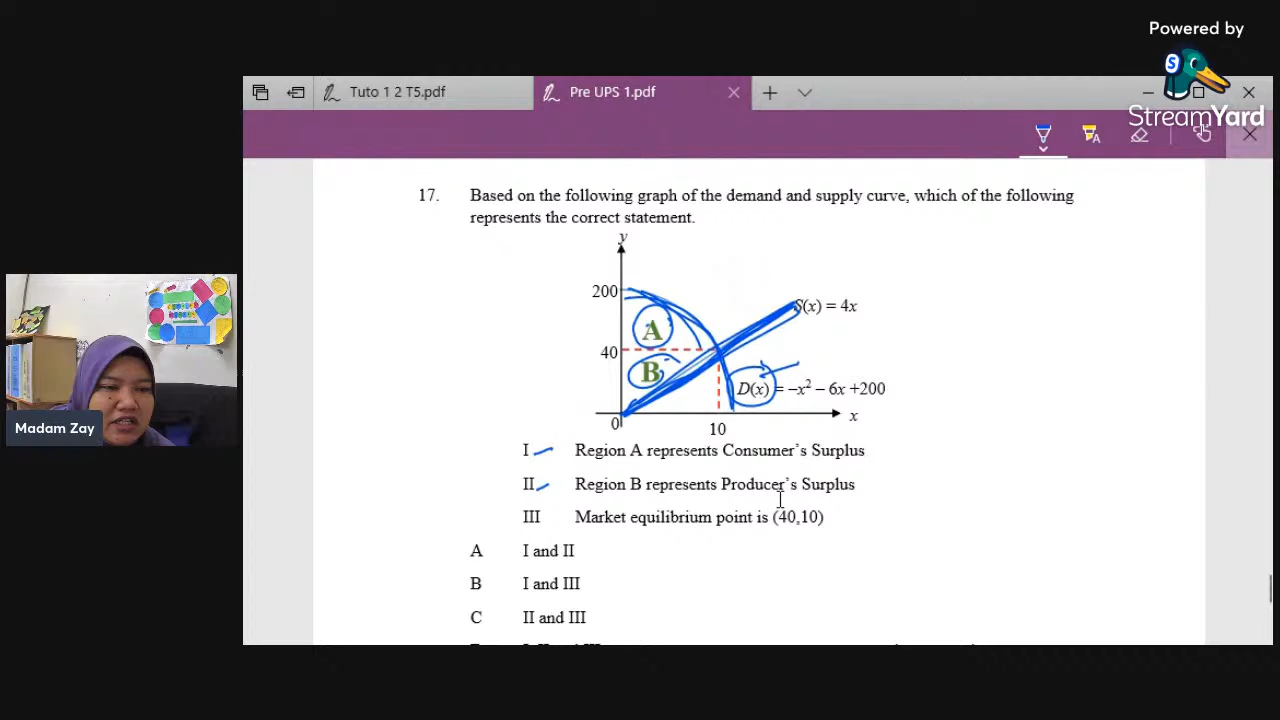 Powered by
StreamYard
Tuto 1 2 T5.pdf
Pre UPS 1.pdf
17. Based on the following graph of the demand and supply curve, which of the following
represents the correct statement.
y
200
S(x) = 4x
A
40
B
D(x) = –x² – 6x +200
0
10
x
Madam Zay
I Region A represents Consumer's Surplus
II Region B represents Producer's Surplus
III Market equilibrium point is (40,10)
A I and II
B I and III
C II and III